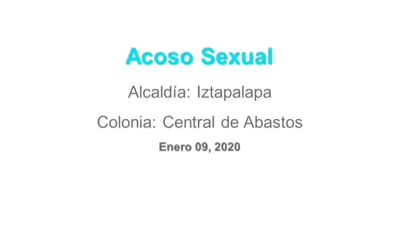 Acoso Sexual
Alcaldía: Iztapalapa
Colonia: Central de Abastos
Enero 09, 2020